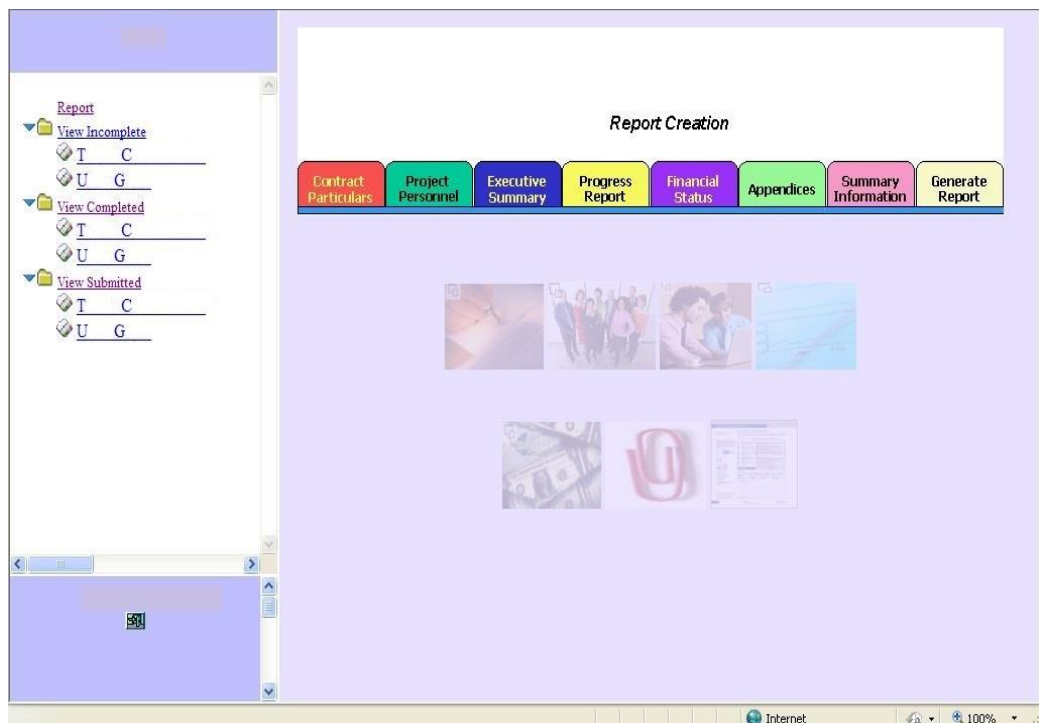 Report
View Incomplete
T C
U G
View Completed
T C
U G
View Submitted
T C
U G
Report Creation
Contract Particulars
Project Personnel
Executive Summary
Progress Report
Financial Status
Appendices
Summary Information
Generate Report
Internet
100%